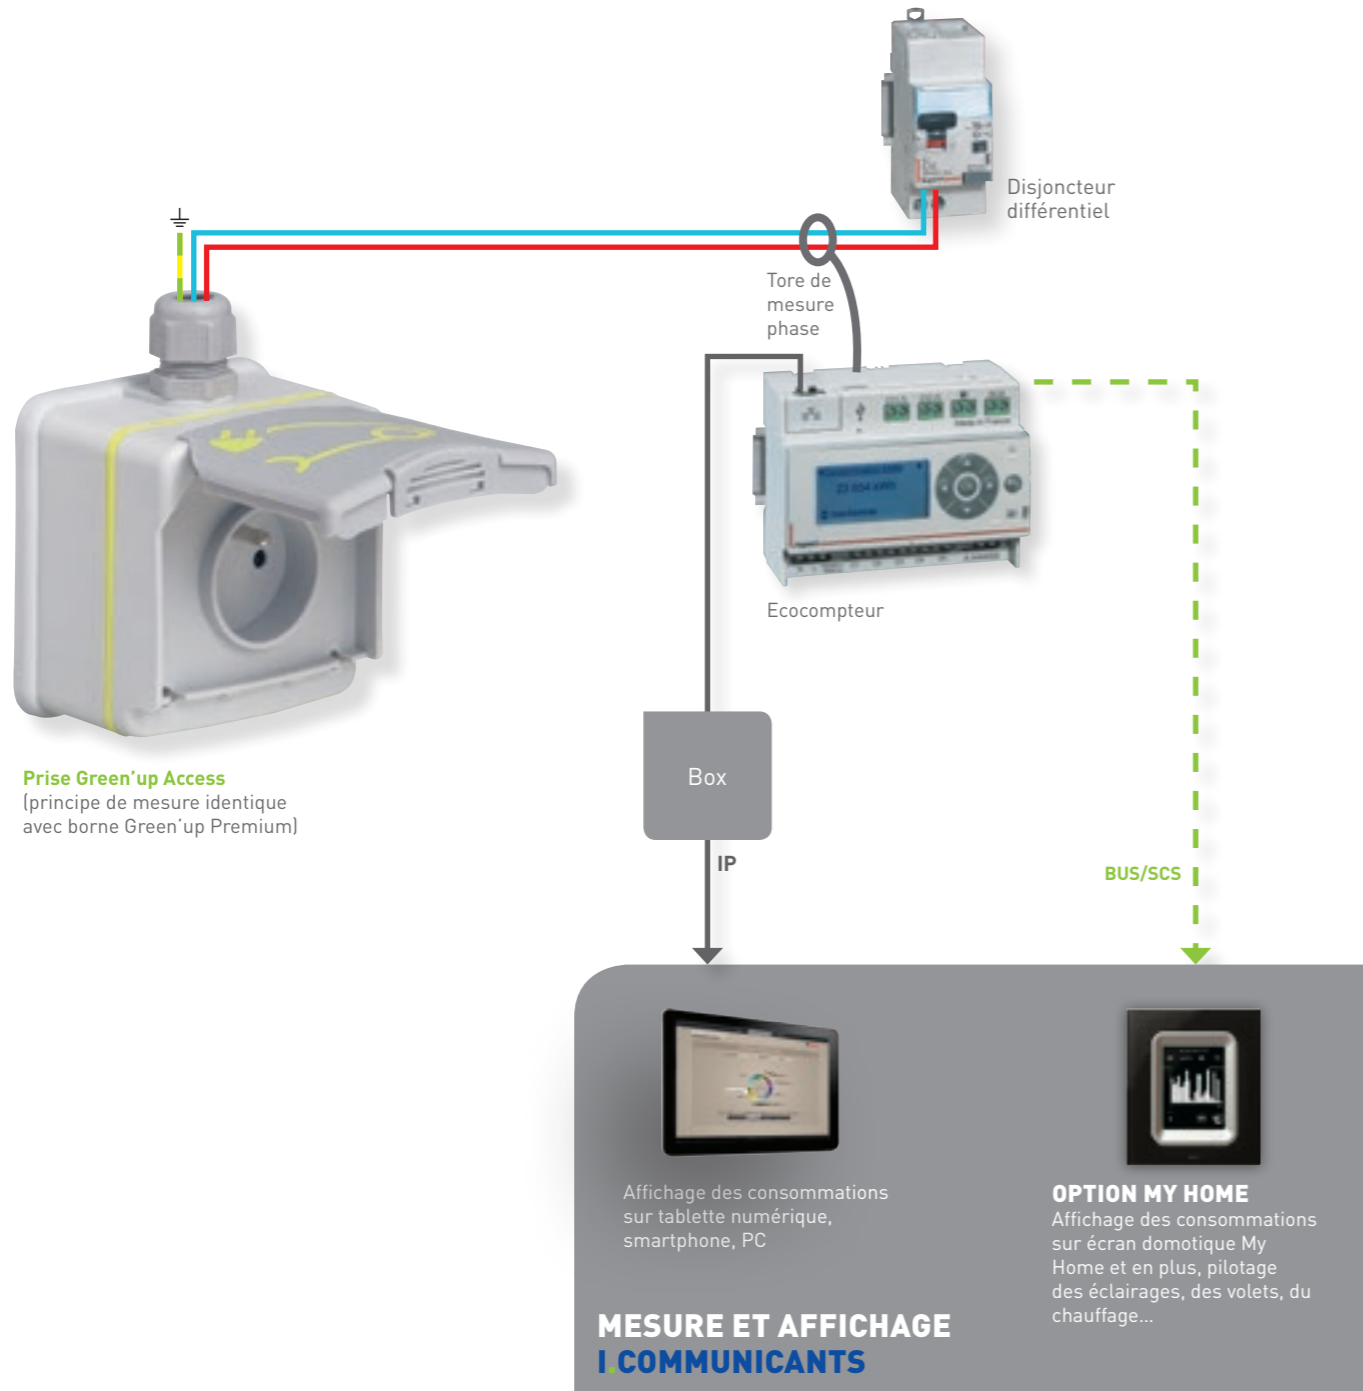 Disjoncteur
différentiel
Tore de
mesure
phase
Ecocompteur
Prise Green’up Access
(principe de mesure identique
avec borne Green’up Premium)
Box
IP
BUS/SCS
Affichage des consommations
sur tablette numérique,
smartphone, PC
OPTION MY HOME
Affichage des consommations
sur écran domotique My
Home et en plus, pilotage
des éclairages, des volets, du
chauffage...
MESURE ET AFFICHAGE
I.COMMUNICANTS